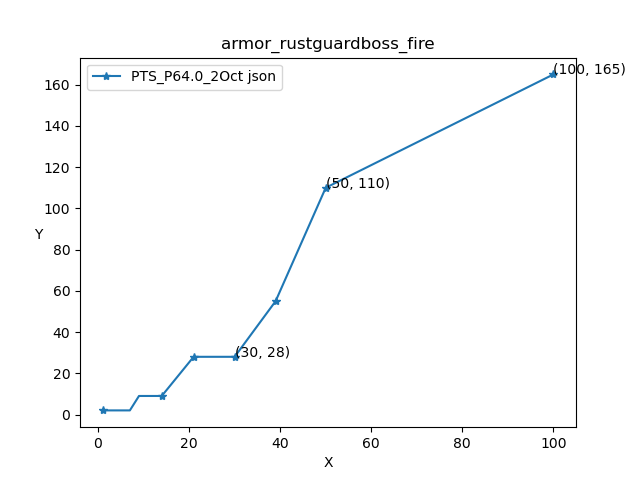 armor_rustguardboss_fire
PTS_P64.0_2Oct json
(100, 165)
(50, 110)
(30, 28)
160
140
120
100
80
60
40
20
0
Y
0 20 40 60 80 100
X